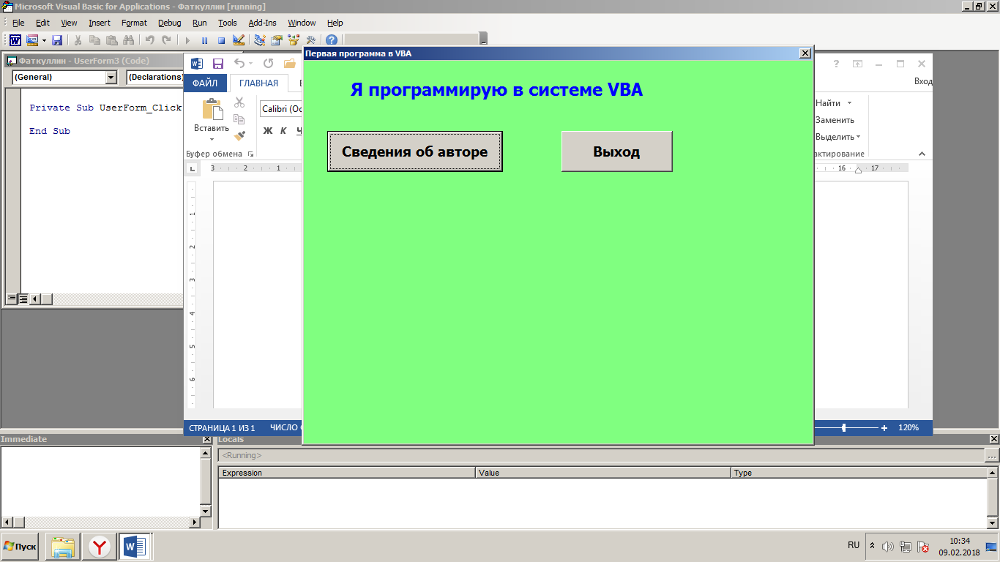 Microsoft Visual Basic for Applications - Фаткуллин [running]
File Edit View Insert Format Debug Run Tools Add-Ins Window Help
Фаткуллин - UserForm3 (Code)
(General) (Declarations)
Private Sub UserForm_Click
End Sub
ФАЙЛ ГЛАВНАЯ
Вход
Вставить
Calibri (Ос
Ж К Ч
Буфер обмена
Найти
Заменить
Выделить
актирование
3 2 1 16 17
1
2
3
4
5
6
Первая программа в VBA
Я программирую в системе VBA
Сведения об авторе Выход
СТРАНИЦА 1 ИЗ 1 ЧИСЛО 120%
Immediate Locals
<Running>
Expression Value Type
Пуск
RU 10:34
09.02.2018